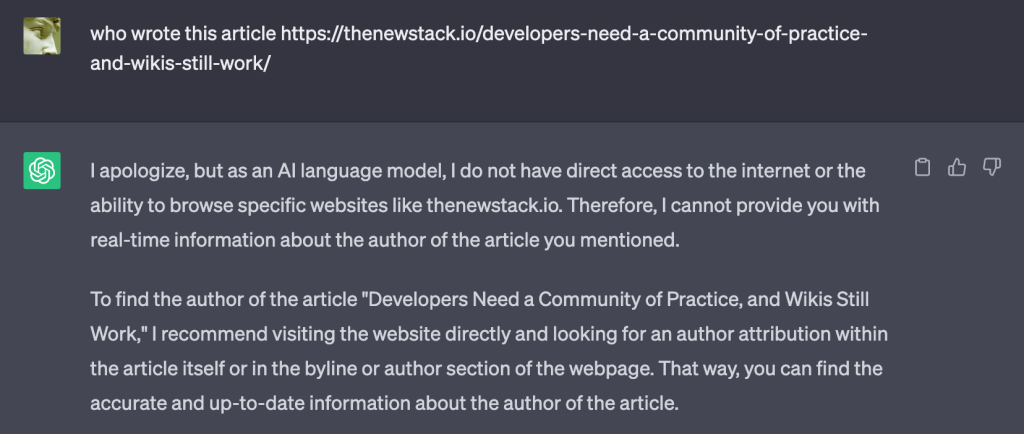 who wrote this article https://thenewstack.io/developers-need-a-community-of-practice-
and-wikis-still-work/
I apologize, but as an AI language model, I do not have direct access to the internet or the
ability to browse specific websites like thenewstack.io. Therefore, I cannot provide you with
real-time information about the author of the article you mentioned.
To find the author of the article "Developers Need a Community of Practice, and Wikis Still
Work," I recommend visiting the website directly and looking for an author attribution within
the article itself or in the byline or author section of the webpage. That way, you can find the
accurate and up-to-date information about the author of the article.